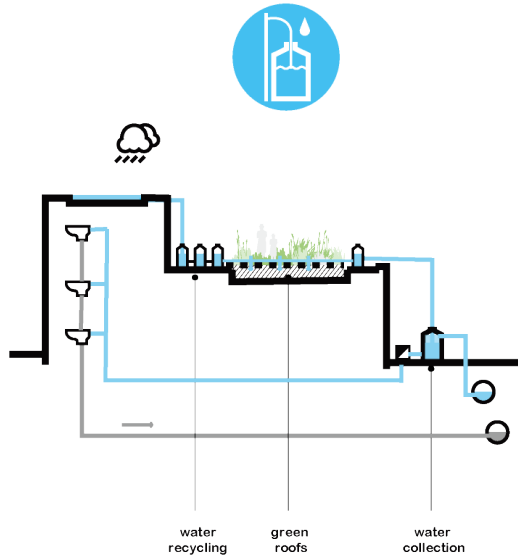 water
recycling
green
roofs
water
collection